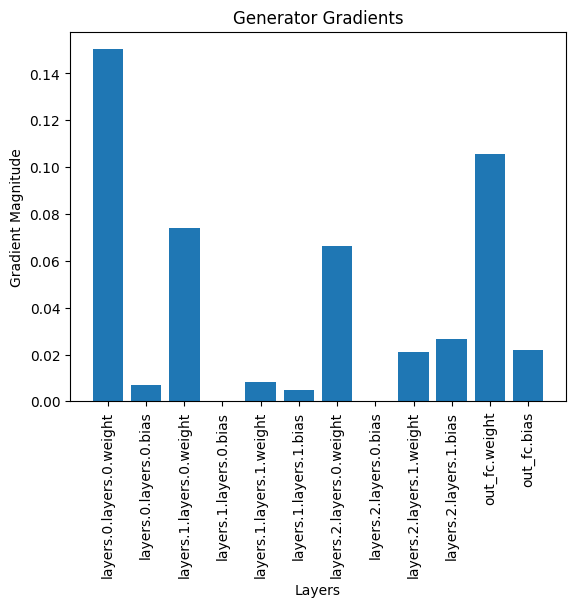 Generator Gradients
Gradient Magnitude
0.14
0.12
0.10
0.08
0.06
0.04
0.02
0.00
layers.0.layers.0.weight
layers.0.layers.0.bias
layers.1.layers.0.weight
layers.1.layers.0.bias
layers.1.layers.1.weight
layers.1.layers.1.bias
layers.2.layers.0.weight
layers.2.layers.0.bias
layers.2.layers.1.weight
layers.2.layers.1.bias
out_fc.weight
out_fc.bias
Layers